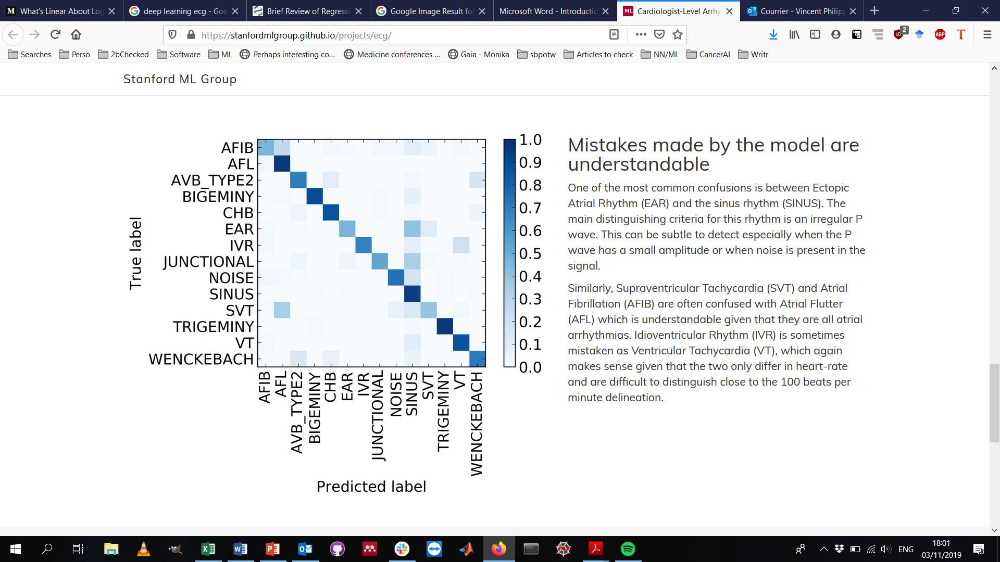 What's Linear About Log
deep learning ecg - Goo
Brief Review of Regressi
Google Image Result fo
Microsoft Word - Introductio
Cardiologist-Level Arrhy
Courrier - Vincent Philip
https://stanfordmlgroup.github.io/projects/ecg/
2
ABP
Searches
Perso
2bChecked
Software
ML
Perhaps interesting co...
Medicine conferences ...
Gaia - Monika
sbpotw
Articles to check
NN/ML
CancerAI
Writr
Stanford ML Group
True label
AFIB
AFL
AVB_TYPE2
BIGEMINY
CHB
EAR
IVR
JUNCTIONAL
NOISE
SINUS
SVT
TRIGEMINY
VT
WENCKEBACH
AFIB
AFL
AVB_TYPE2
BIGEMINY
CHB
EAR
IVR
JUNCTIONAL
NOISE
SINUS
SVT
TRIGEMINY
VT
WENCKEBACH
Predicted label
1.0
0.9
0.8
0.7
0.6
0.5
0.4
0.3
0.2
0.1
0.0
Mistakes made by the model are
understandable
One of the most common confusions is between Ectopic
Atrial Rhythm (EAR) and the sinus rhythm (SINUS). The
main distinguishing criteria for this rhythm is an irregular P
wave. This can be subtle to detect especially when the P
wave has a small amplitude or when noise is present in the
signal.
Similarly, Supraventricular Tachycardia (SVT) and Atrial
Fibrillation (AFIB) are often confused with Atrial Flutter
(AFL) which is understandable given that they are all atrial
arrhythmias. Idioventricular Rhythm (IVR) is sometimes
mistaken as Ventricular Tachycardia (VT), which again
makes sense given that the two only differ in heart-rate
and are difficult to distinguish close to the 100 beats per
minute delineation.
ENG
18:01
03/11/2019